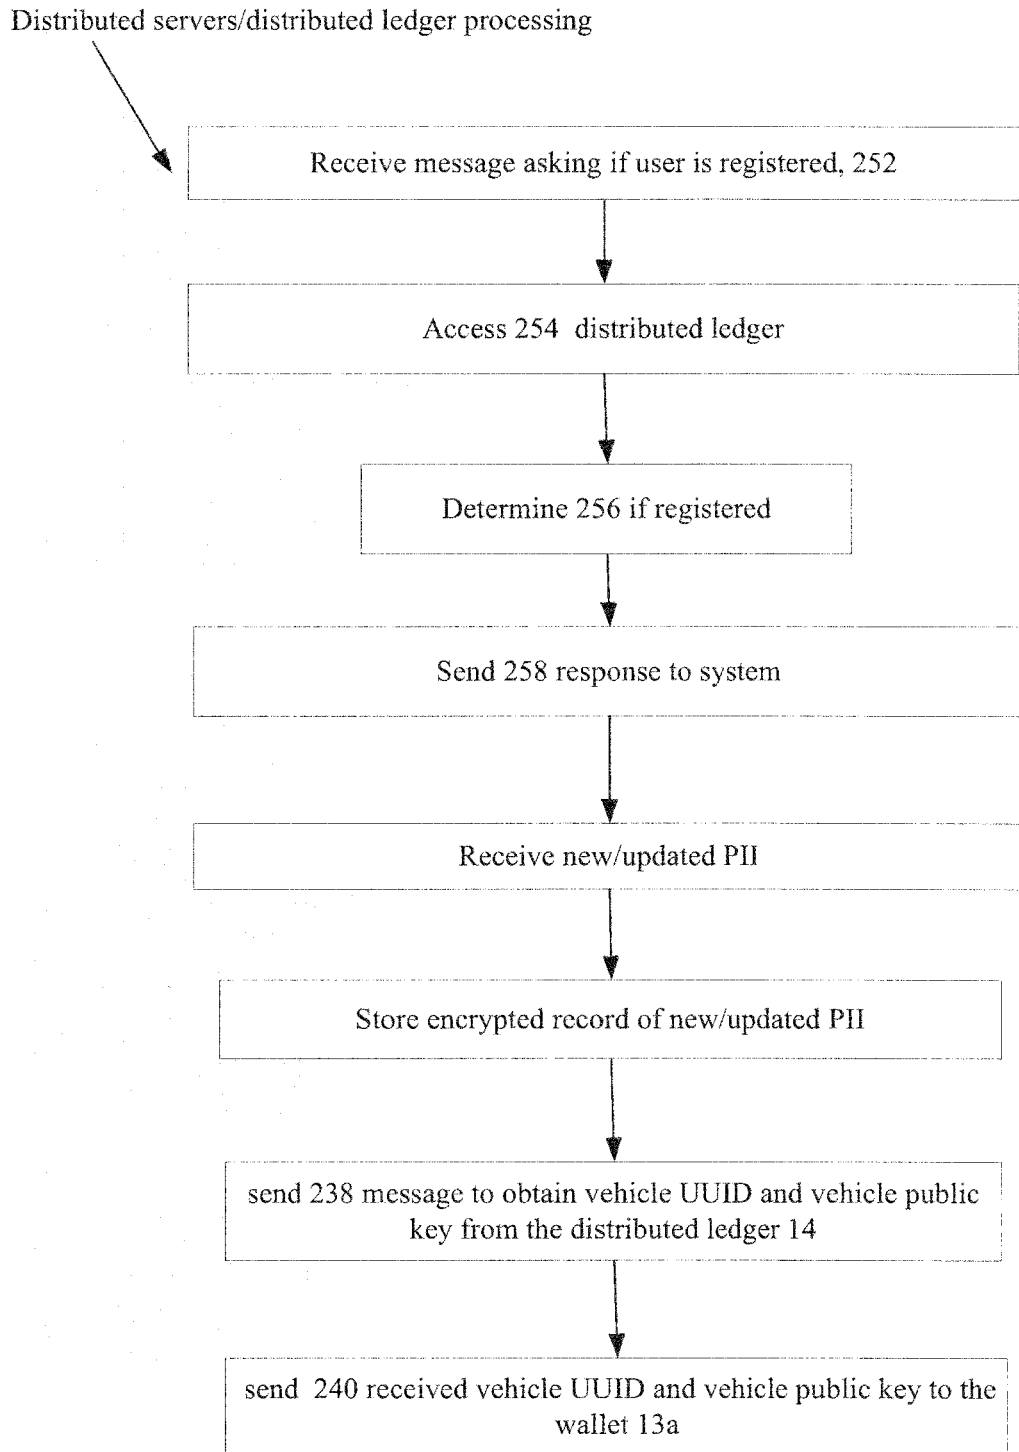 Distributed servers/distributed ledger processing
Receive message asking if user is registered, 252
Access 254 distributed ledger
Determine 256 if registered
Send 258 response to system
Receive new/updated PII
Store encrypted record of new/updated PII
send 238 message to obtain vehicle UUID and vehicle public
key from the distributed ledger 14
send 240 received vehicle UUID and vehicle public key to the
wallet 13a